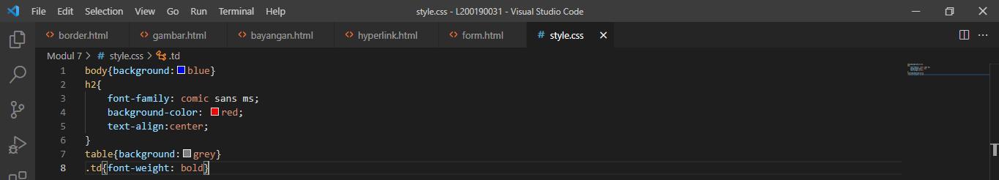 File Edit Selection View Go Run Terminal Help style.css - L200190031 - Visual Studio Code
border.html gambar.html bayangan.html hyperlink.html form.html # style.css
Modul 7 > # style.css > .td
1 body{background:blue}
2 h2{
3 font-family: comic sans ms;
4 background-color: red;
5 text-align:center;
6 }
7 table{background:grey}
8 .td{font-weight: bold}